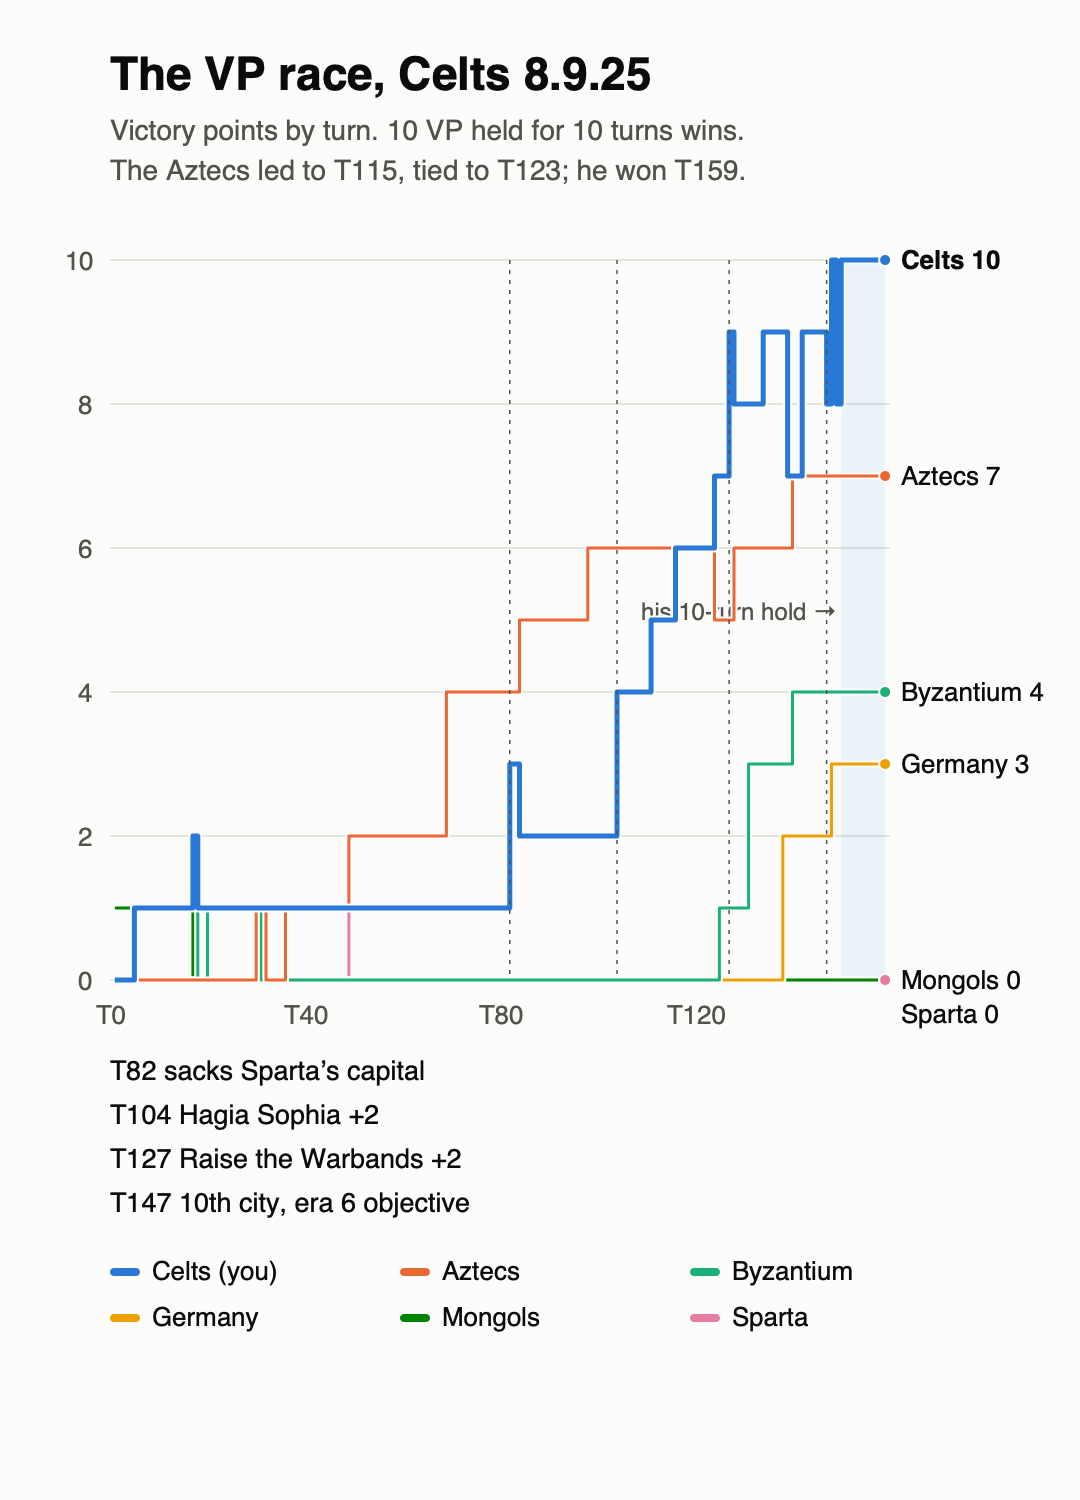 The VP race, Celts 8.9.25
Victory points by turn. 10 VP held for 10 turns wins.
The Aztecs led to T115, tied to T123; he won T159.
10
Celts 10
8
Aztecs 7
6
his 10-turn hold →
4
Byzantium 4
Germany 3
2
0
Mongols 0
T0 T40 T80 T120
Sparta 0
T82 sacks Sparta’s capital
T104 Hagia Sophia +2
T127 Raise the Warbands +2
T147 10th city, era 6 objective
Celts (you) Aztecs Byzantium
Germany Mongols Sparta